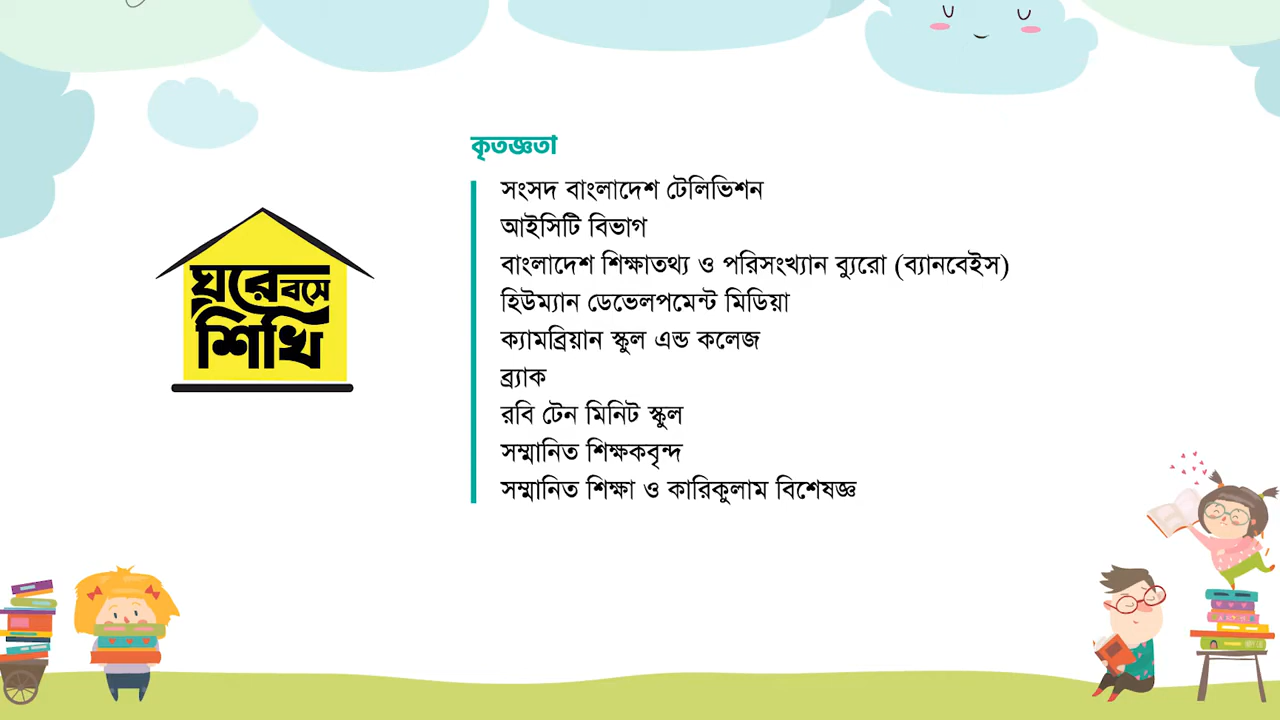 ঘরে বসে
শিখি
কৃতজ্ঞতা
সংসদ বাংলাদেশ টেলিভিশন
আইসিটি বিভাগ
বাংলাদেশ শিক্ষাতথ্য ও পরিসংখ্যান ব্যুরো (ব্যানবেইস)
হিউম্যান ডেভেলপমেন্ট মিডিয়া
ক্যামব্রিয়ান স্কুল এন্ড কলেজ
ব্র্যাক
রবি টেন মিনিট স্কুল
সম্মানিত শিক্ষকবৃন্দ
সম্মানিত শিক্ষা ও কারিকুলাম বিশেষজ্ঞ